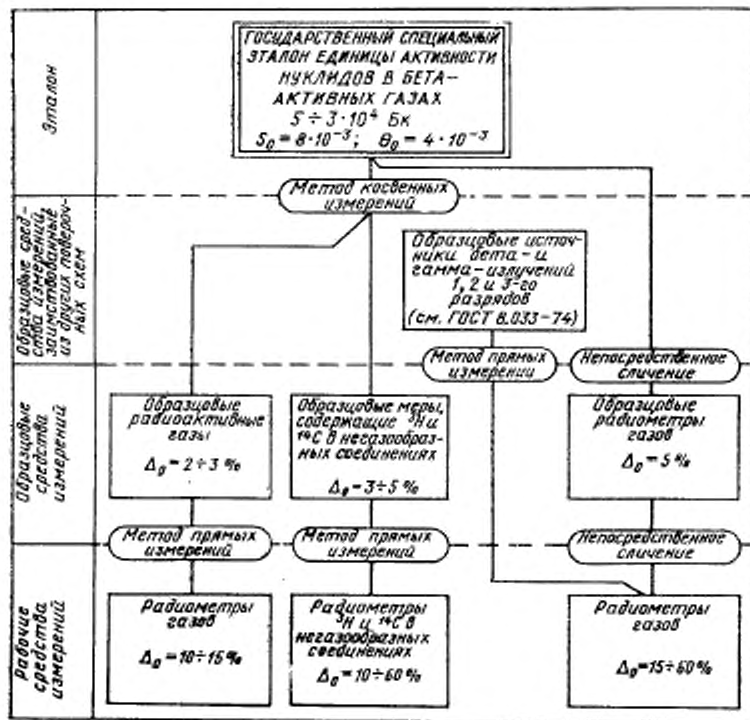 Эталон
ГОСУДАРСТВЕННЫЙ СПЕЦИАЛЬНЫЙ
ЭТАЛОН ЕДИНИЦЫ АКТИВНОСТИ
НУКЛИДОВ В БЕТА-
АКТИВНЫХ ГАЗАХ
5 ÷ 3·10⁴ Бк
S₀ = 8·10⁻³; Θ₀ = 4·10⁻³
Метод косвенных
измерений
Образцовые сред-
ства измерений,
заимствованные
из других повероч-
ных схем
Образцовые источ-
ники бета- и
гамма-излучений
1, 2 и 3-го
разрядов
(см. ГОСТ 8.033-74)
Метод прямых
измерений
Непосредственное
сличение
Образцовые
средства
измерений
Образцовые
радиоактивные
газы
Δ₀ = 2÷3 %
Образцовые меры,
содержащие ³H и
¹⁴C в негазообраз-
ных соединениях
Δ₀ = 3÷5 %
Образцовые
радиометры
газов
Δ₀ = 5 %
Метод прямых
измерений
Метод прямых
измерений
Непосредственное
сличение
Рабочие
средства
измерений
Радиометры
газов
Δ₀ = 10÷15 %
Радиометры
³H и ¹⁴C в
негазообразных
соединениях
Δ₀ = 10÷60 %
Радиометры
газов
Δ₀ = 15÷60 %